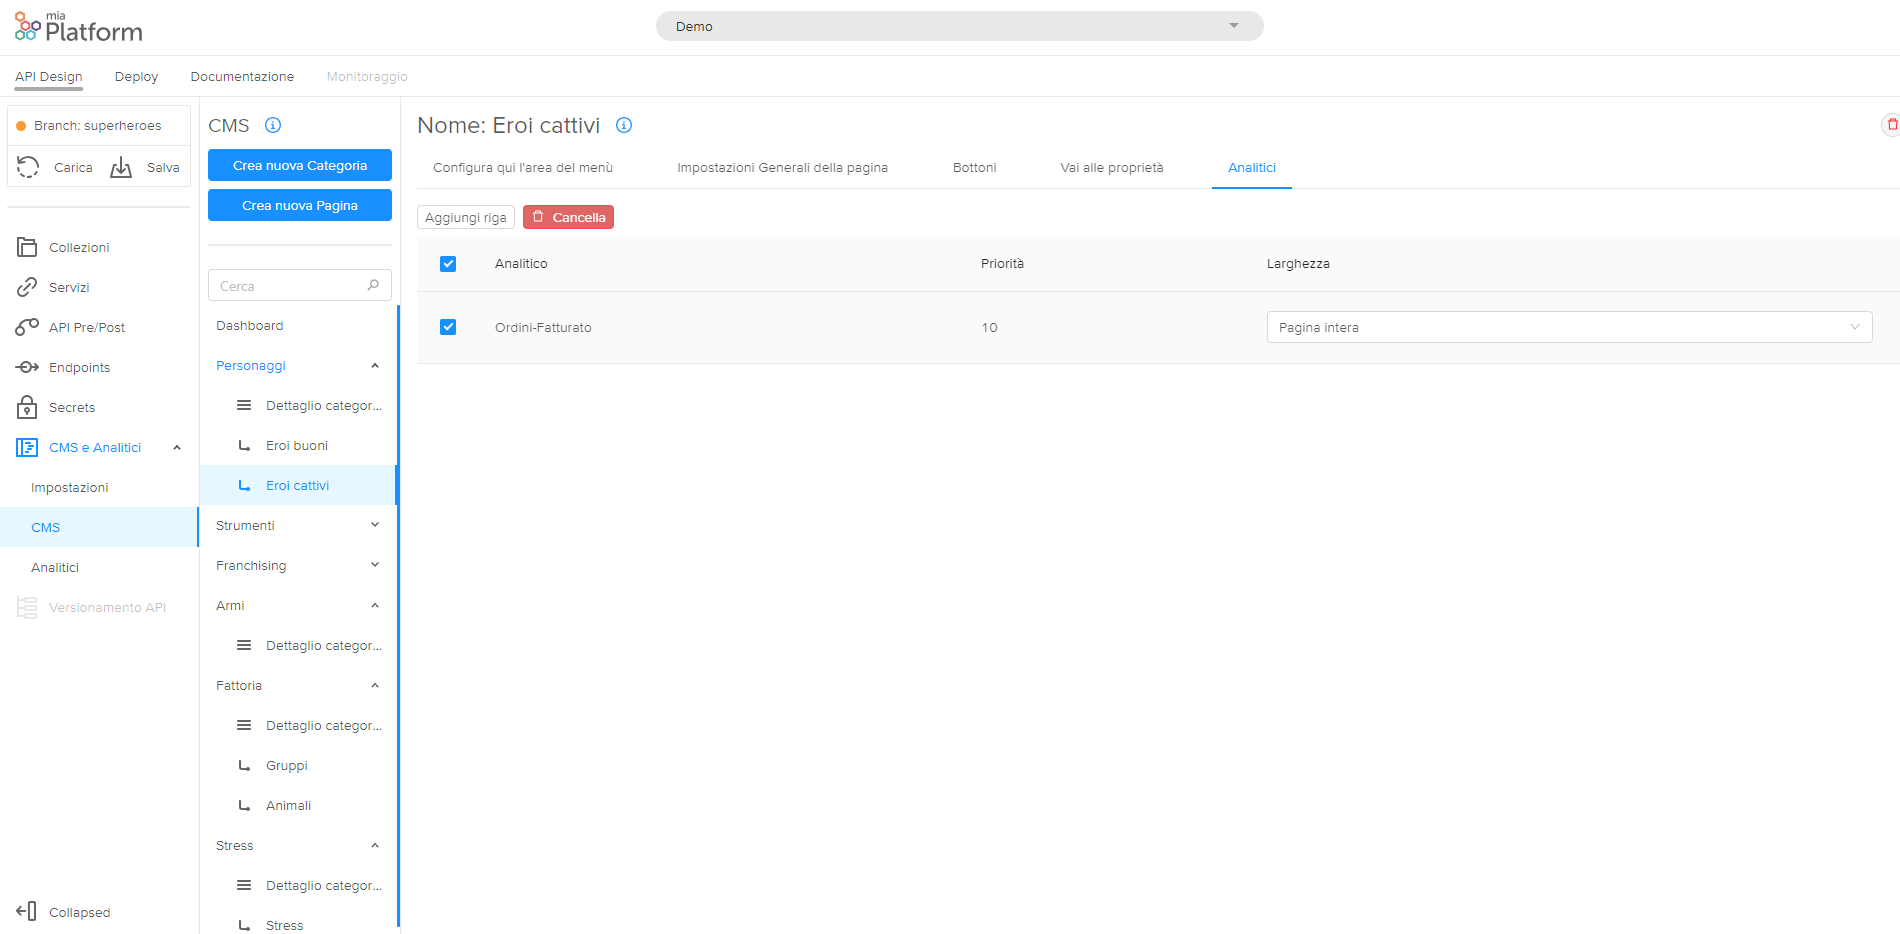 mia
Platform
Demo
API Design
Deploy
Documentazione
Monitoraggio
Branch: superheroes
Carica
Salva
Collezioni
Servizi
API Pre/Post
Endpoints
Secrets
CMS e Analitici
Impostazioni
CMS
Analitici
Versionamento API
Collapsed
CMS
Crea nuova Categoria
Crea nuova Pagina
Cerca
Dashboard
Personaggi
Dettaglio categor...
Eroi buoni
Eroi cattivi
Strumenti
Franchising
Armi
Dettaglio categor...
Fattoria
Dettaglio categor...
Gruppi
Animali
Stress
Dettaglio categor...
Stress
Nome: Eroi cattivi
Configura qui l'area del menù
Impostazioni Generali della pagina
Bottoni
Vai alle proprietà
Analitici
Aggiungi riga
Cancella
Analitico
Priorità
Larghezza
Ordini-Fatturato
10
Pagina intera